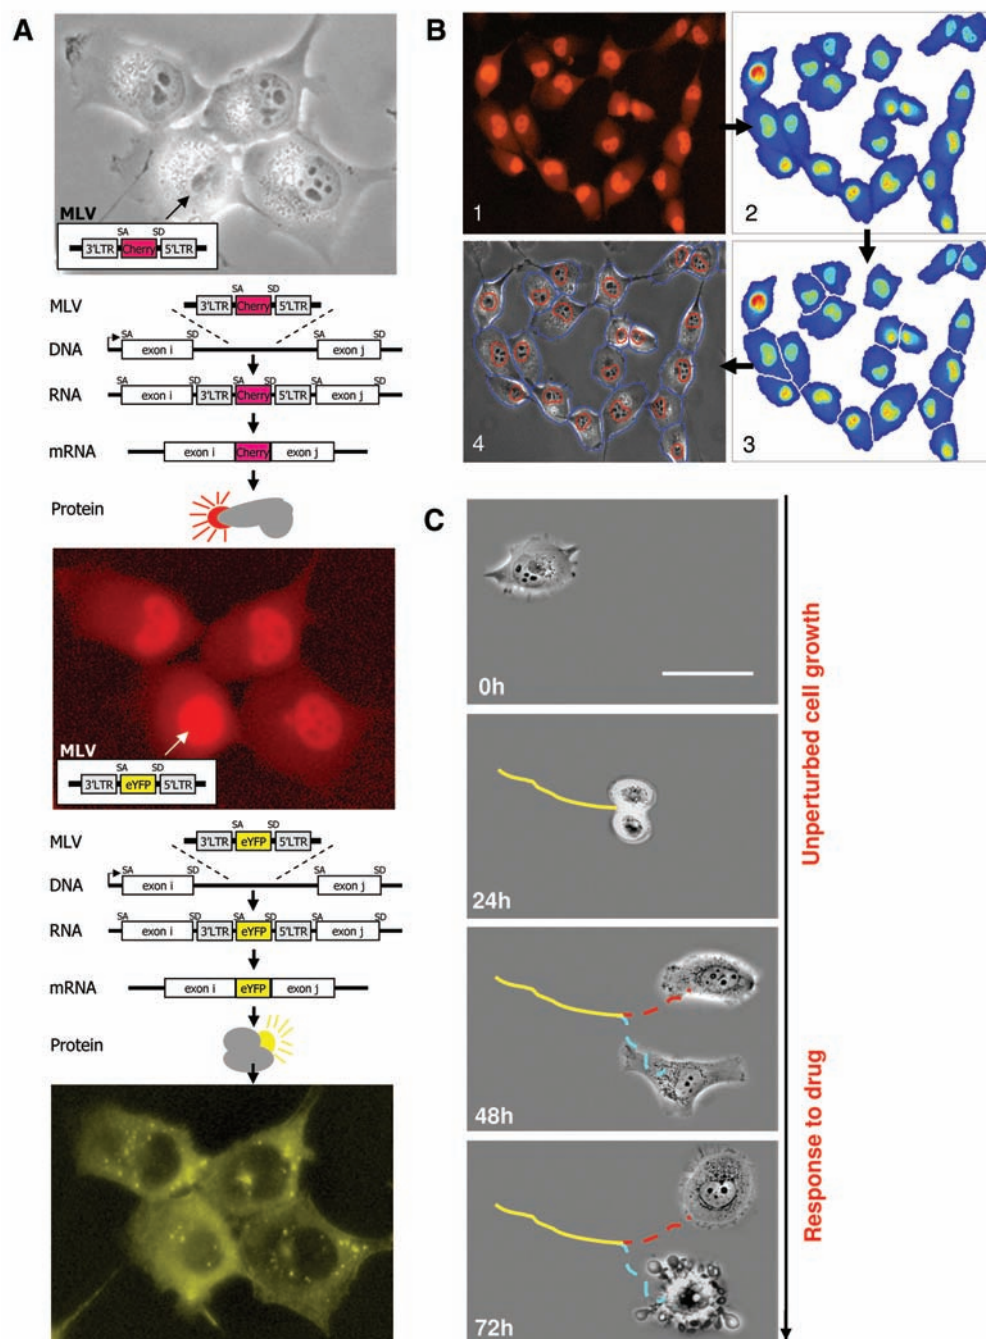 A
MLV
SA SD
3'LTR Cherry 5'LTR
SA SD
MLV 3'LTR Cherry 5'LTR
SA SD SA SD
DNA exon i exon j
SA SD SA SD SA SD
RNA exon i 3'LTR Cherry 5'LTR exon j
mRNA exon i Cherry exon j
Protein
MLV
SA SD
3'LTR eYFP 5'LTR
SA SD
MLV 3'LTR eYFP 5'LTR
SA SD SA SD
DNA exon i exon j
SA SD SA SD SA SD
RNA exon i 3'LTR eYFP 5'LTR exon j
mRNA exon i eYFP exon j
Protein
B
1
2
4
3
C
0h
24h
48h
72h
Unperturbed cell growth
Response to drug